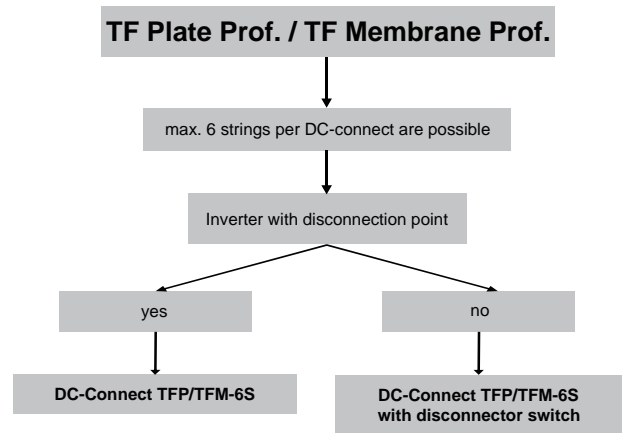 TF Plate Prof. / TF Membrane Prof.
max. 6 strings per DC-connect are possible
Inverter with disconnection point
yes
no
DC-Connect TFP/TFM-6S
DC-Connect TFP/TFM-6S
with disconnector switch